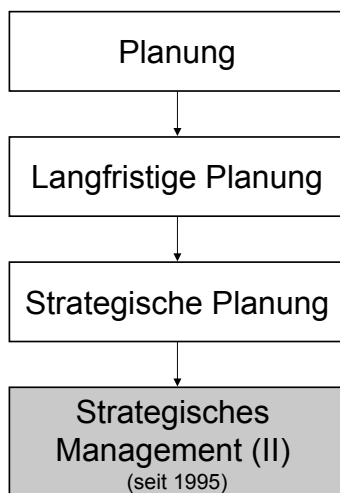 Planung
Langfristige Planung
Strategische Planung
Strategisches
Management (II)
(seit 1995)